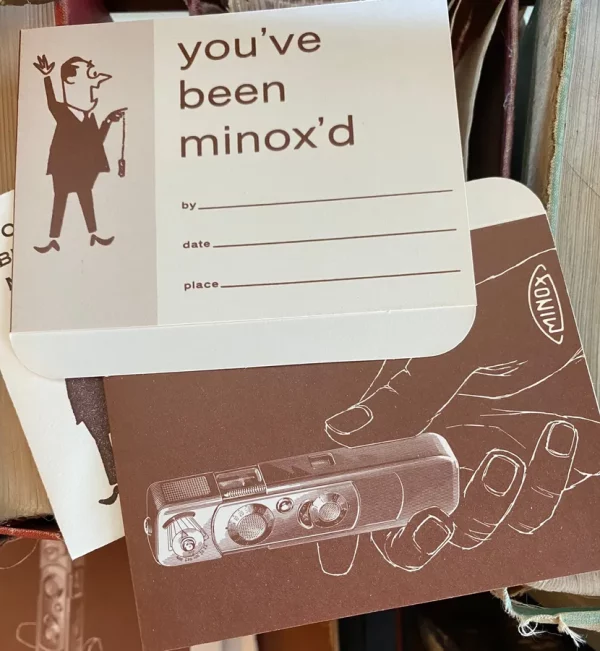 you've
been
minox'd
by
date
place
MINOX